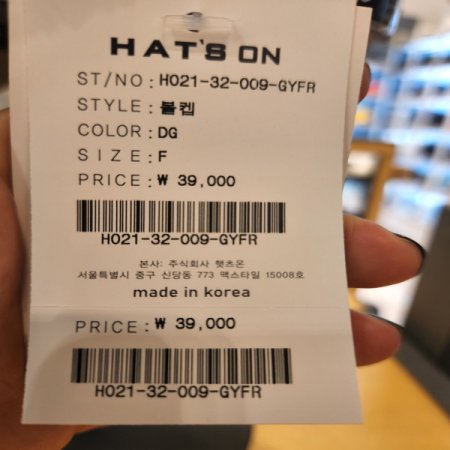 HAT'S ON
ST/NO : H021-32-009-GYFR
STYLE : 볼켑
COLOR : DG
SIZE : F
PRICE : ₩ 39,000
H021-32-009-GYFR
본사: 주식회사 햇츠온
서울특별시 중구 신당동 773 맥스타일 15008호
made in korea
PRICE : ₩ 39,000
H021-32-009-GYFR